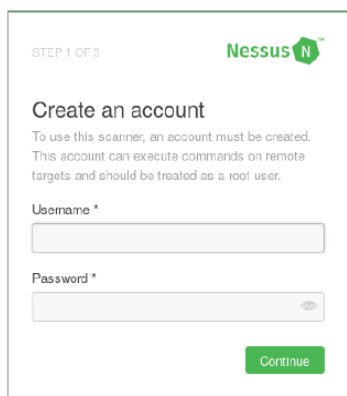 STEP 1 OF 3
Nessus N™
Create an account
To use this scanner, an account must be created.
This account can execute commands on remote
targets and should be treated as a root user.
Username *
Password *
Continue